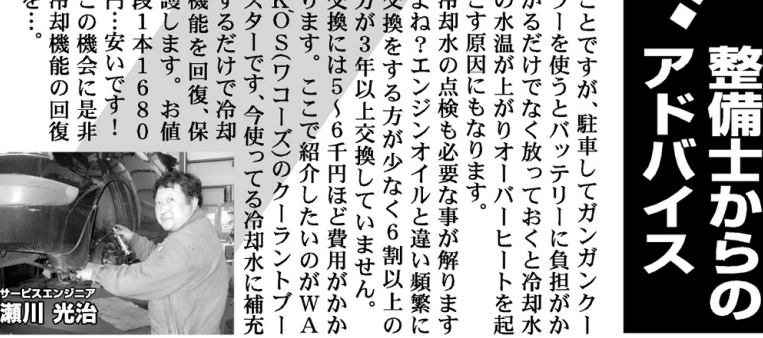 整備士からの
アドバイス
ことですが、駐車してガンガンクー
ラーを使うとバッテリーに負担がか
かるだけでなく放っておくと冷却水
の水温が上がりオーバーヒートを起
こす原因にもなります。
冷却水の点検も必要な事が解ります
よね？エンジンオイルと違い頻繁に
交換をする方が少なく６割以上の
方が３年以上交換していません。
交換には５〜６千円ほど費用がかか
ります。ここで紹介したいのがＷＡ
ＫＯ'Ｓ(ワコーズ)のクーラントブー
スターです、今使ってる冷却水に補充
するだけで冷却
機能を回復、保
護します。お値
段１本１６８０
円…安いです！
この機会に是非
冷却機能の回復
を…。
サービスエンジニア
瀬川 光治